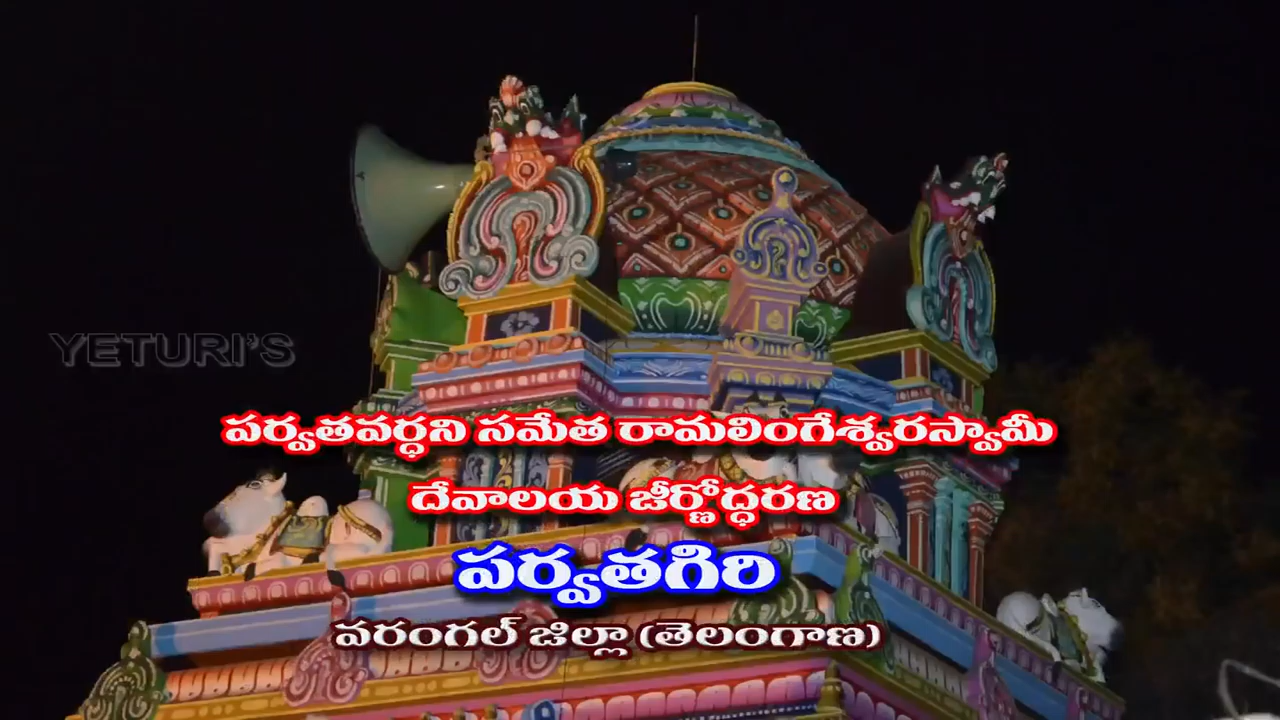 YETURI'S
పర్వతవర్ధని సమేత రామలింగేశ్వరస్వామీ
దేవాలయ జీర్ణోద్ధరణ
పర్వతగిరి
వరంగల్ జిల్లా (తెలంగాణ)